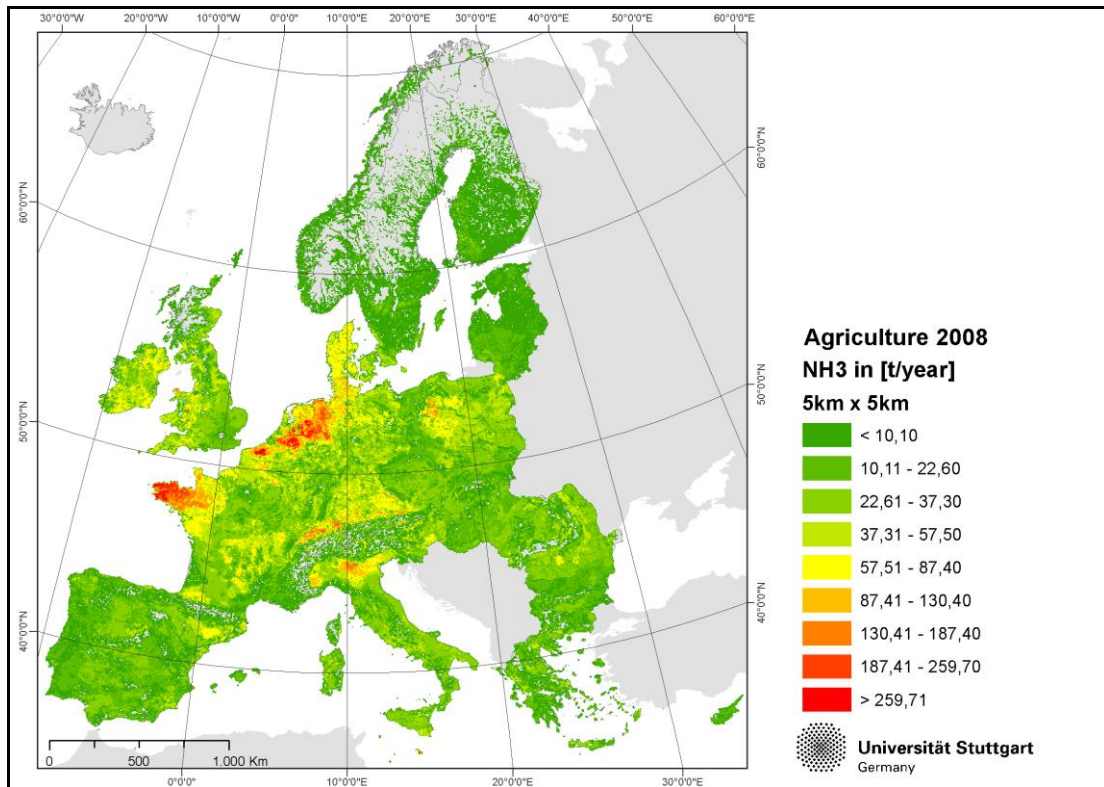 30°0'0"W 20°0'0"W 10°0'0"W 0°0'0"E 10°0'0"E 20°0'0"E 30°0'0"E 40°0'0"E 50°0'0"E 60°0'0"E
60°0'0"N
50°0'0"N
40°0'0"N
60°0'0"N
50°0'0"N
40°0'0"N
0 500 1.000 Km
0°0'0"E 10°0'0"E 20°0'0"E 30°0'0"E
Agriculture 2008
NH3 in [t/year]
5km x 5km
< 10,10
10,11 - 22,60
22,61 - 37,30
37,31 - 57,50
57,51 - 87,40
87,41 - 130,40
130,41 - 187,40
187,41 - 259,70
> 259,71
Universität Stuttgart
Germany